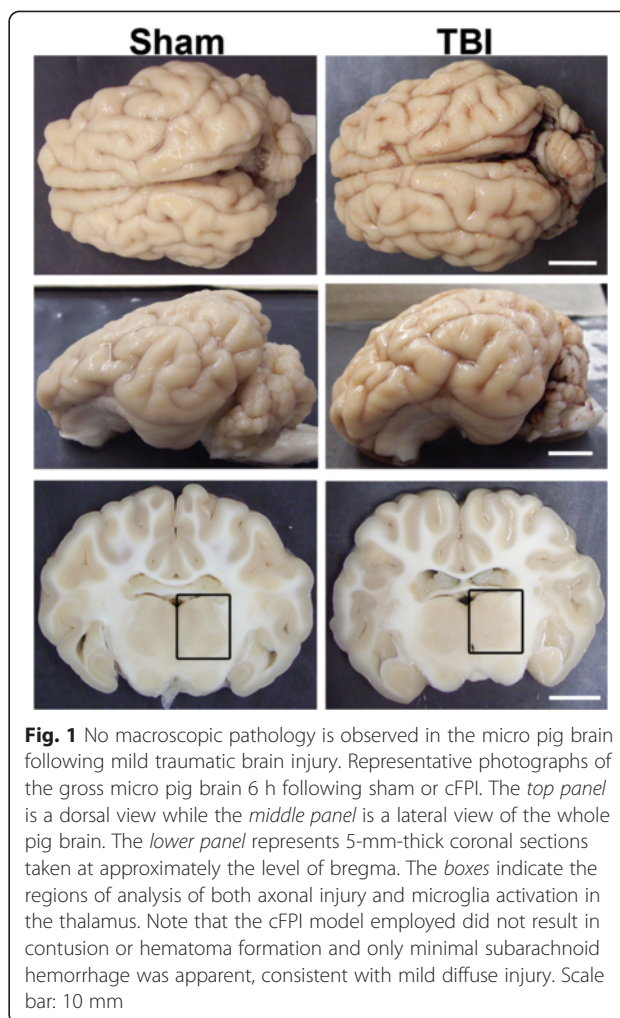 Sham TBI
Fig. 1 No macroscopic pathology is observed in the micro pig brain
following mild traumatic brain injury. Representative photographs of
the gross micro pig brain 6 h following sham or cFPI. The top panel
is a dorsal view while the middle panel is a lateral view of the whole
pig brain. The lower panel represents 5-mm-thick coronal sections
taken at approximately the level of bregma. The boxes indicate the
regions of analysis of both axonal injury and microglia activation in
the thalamus. Note that the cFPI model employed did not result in
contusion or hematoma formation and only minimal subarachnoid
hemorrhage was apparent, consistent with mild diffuse injury. Scale
bar: 10 mm